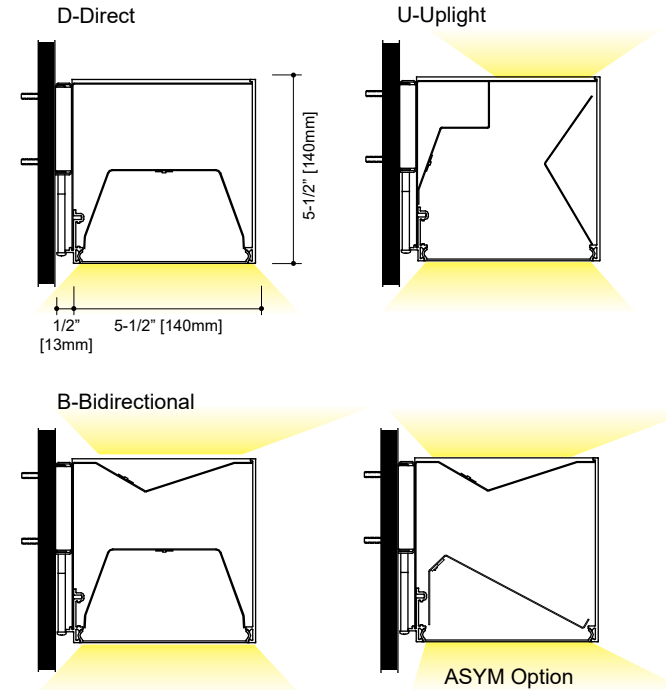 D-Direct
U-Uplight
5-1/2” [140mm]
1/2”
[13mm]
5-1/2” [140mm]
B-Bidirectional
ASYM Option